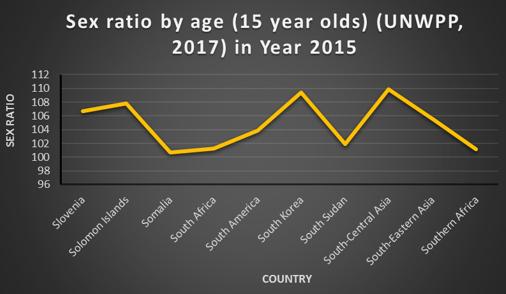 Sex ratio by age (15 year olds) (UNWPP,
2017) in Year 2015
SEX RATIO
112
110
108
106
104
102
100
98
96
Slovenia
Solomon Islands
Somalia
South Africa
South America
South Korea
South Sudan
South-Central Asia
South-Eastern Asia
Southern Africa
COUNTRY